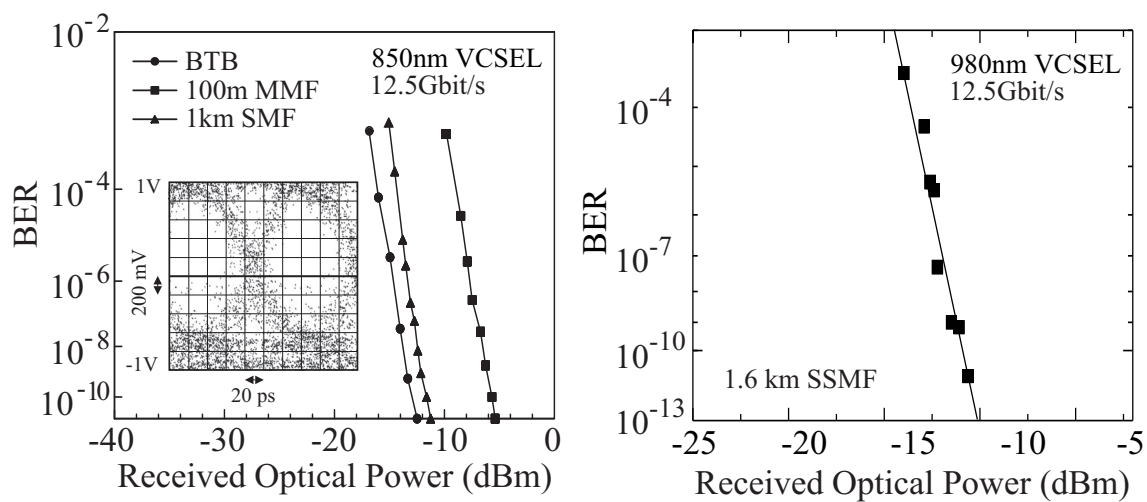 10-2
BTB
100m MMF
1km SMF
850nm VCSEL
12.5Gbit/s
BER
10-4
10-6
10-8
10-10
1V
200 mV
-1V
20 ps
-40
-30
-20
-10
0
Received Optical Power (dBm)
980nm VCSEL
12.5Gbit/s
BER
10-4
10-7
10-10
10-13
1.6 km SSMF
-25
-20
-15
-10
-5
Received Optical Power (dBm)